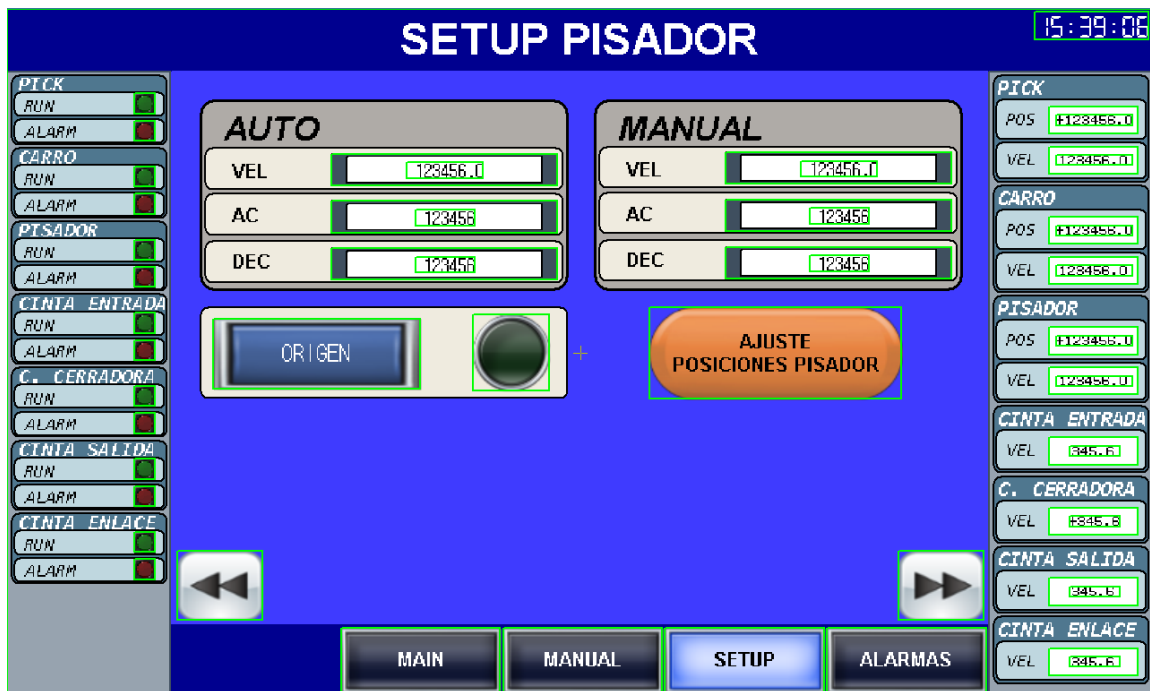 SETUP PISADOR
15:39:06
PICK
RUN
ALARM
CARRO
RUN
ALARM
PISADOR
RUN
ALARM
CINTA ENTRADA
RUN
ALARM
C. CERRADORA
RUN
ALARM
CINTA SALIDA
RUN
ALARM
CINTA ENLACE
RUN
ALARM
AUTO
VEL 123456.0
AC 123456
DEC 123456
MANUAL
VEL 123456.0
AC 123456
DEC 123456
ORIGEN
AJUSTE
POSICIONES PISADOR
PICK
POS +123456.0
VEL 123456.0
CARRO
POS +123456.0
VEL 123456.0
PISADOR
POS +123456.0
VEL 123456.0
CINTA ENTRADA
VEL 345.6
C. CERRADORA
VEL +345.6
CINTA SALIDA
VEL 345.6
CINTA ENLACE
VEL 345.6
MAIN
MANUAL
SETUP
ALARMAS